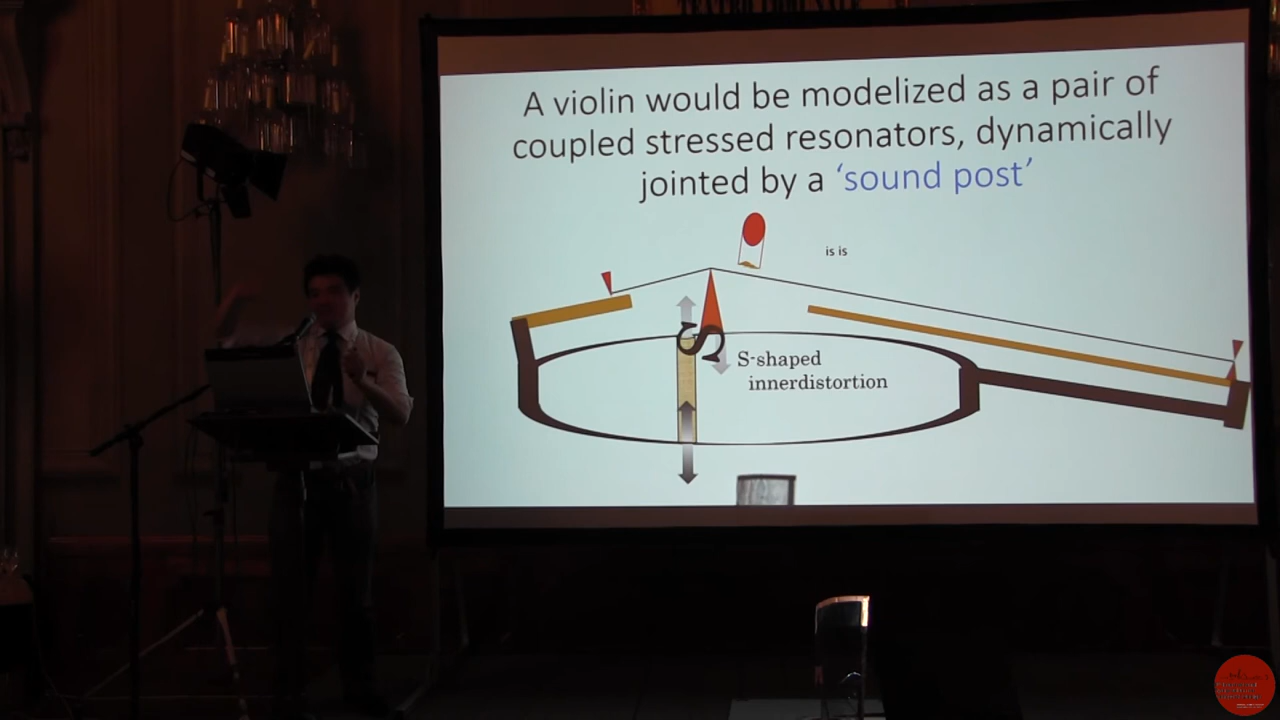 A violin would be modelized as a pair of
coupled stressed resonators, dynamically
jointed by a ‘sound post’
is is
S
S-shaped
innerdistortion